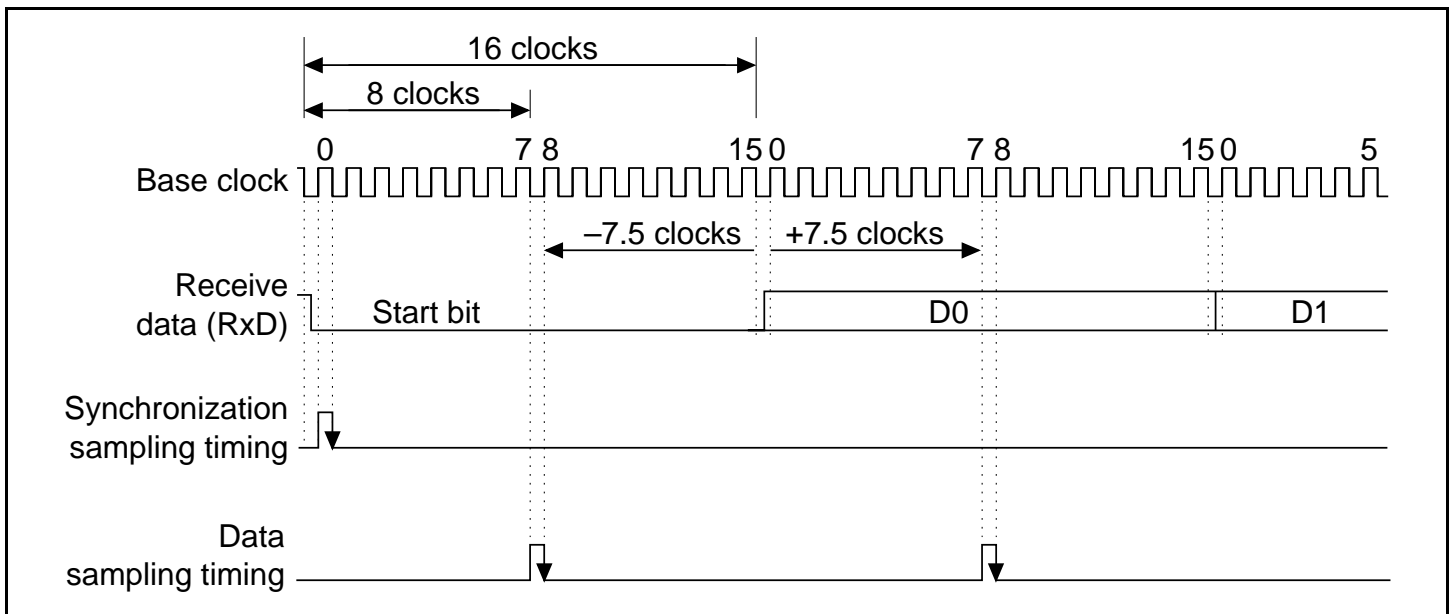 16 clocks
8 clocks
0 7 8 15 0 7 8 15 0 5
Base clock
–7.5 clocks +7.5 clocks
Receive
data (RxD)
Start bit D0 D1
Synchronization
sampling timing
Data
sampling timing